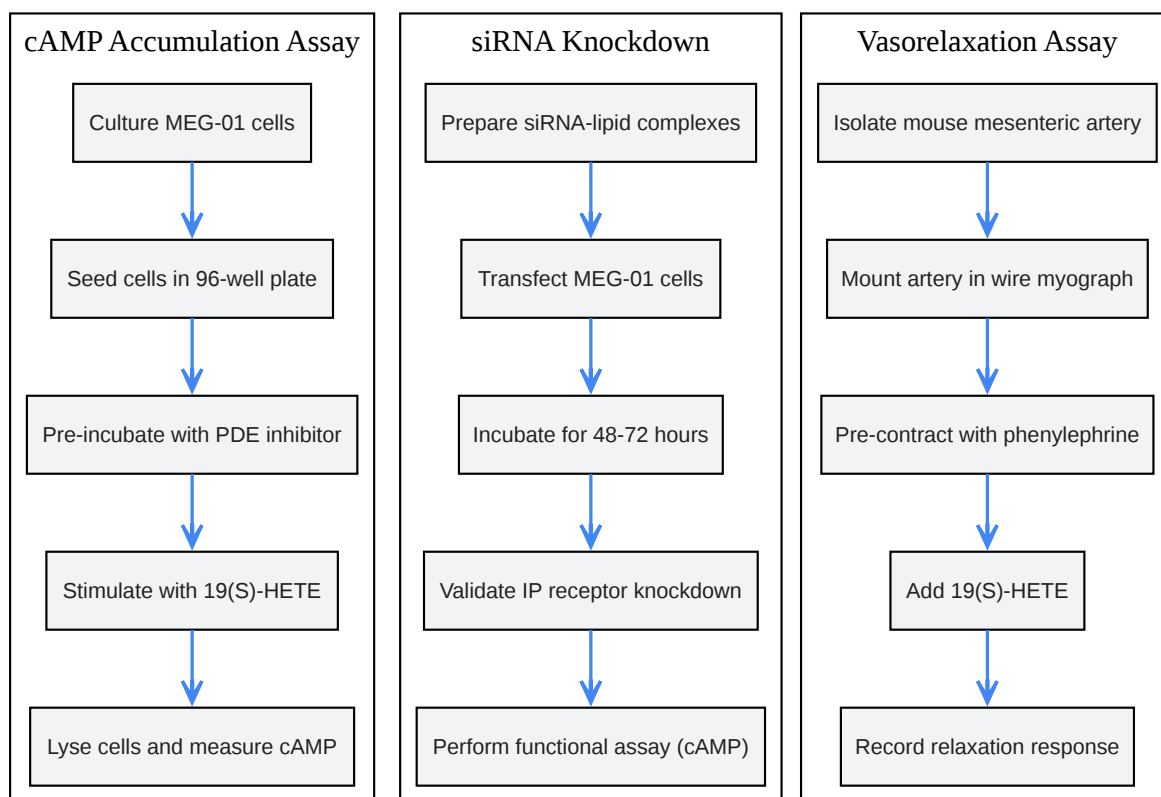 cAMP Accumulation Assay
Culture MEG-01 cells
Seed cells in 96-well plate
Pre-incubate with PDE inhibitor
Stimulate with 19(S)-HETE
Lyse cells and measure cAMP
siRNA Knockdown
Prepare siRNA-lipid complexes
Transfect MEG-01 cells
Incubate for 48-72 hours
Validate IP receptor knockdown
Perform functional assay (cAMP)
Vasorelaxation Assay
Isolate mouse mesenteric artery
Mount artery in wire myograph
Pre-contract with phenylephrine
Add 19(S)-HETE
Record relaxation response